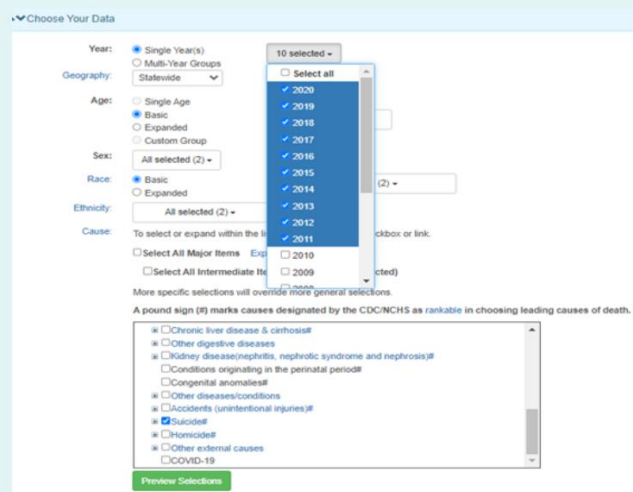 Choose Your Data
Year:
Single Year(s)
Multi-Year Groups
10 selected
Geography:
Statewide
Select all
2020
2019
2018
2017
2016
2015
2014
2013
2012
2011
2010
2009
Age:
Single Age
Basic
Expanded
Custom Group
Sex:
All selected (2)
Race:
Basic
Expanded
(2)
Ethnicity:
All selected (2)
Cause:
To select or expand within the
ckbox or link.
Select All Major Items
Select All Intermediate
cted)
More specific selections will override more general selections.
A pound sign (#) marks causes designated by the CDC/NCHS as rankable in choosing leading causes of death.
Chronic liver disease & cirrhosis#
Other digestive diseases
Kidney disease(nephritis, nephrotic syndrome and nephrosis)#
Conditions originating in the perinatal period#
Congenital anomalies#
Other diseases/conditions
Accidents (unintentional injuries)#
Suicide#
Homicide#
Other external causes
COVID-19
Preview Selections